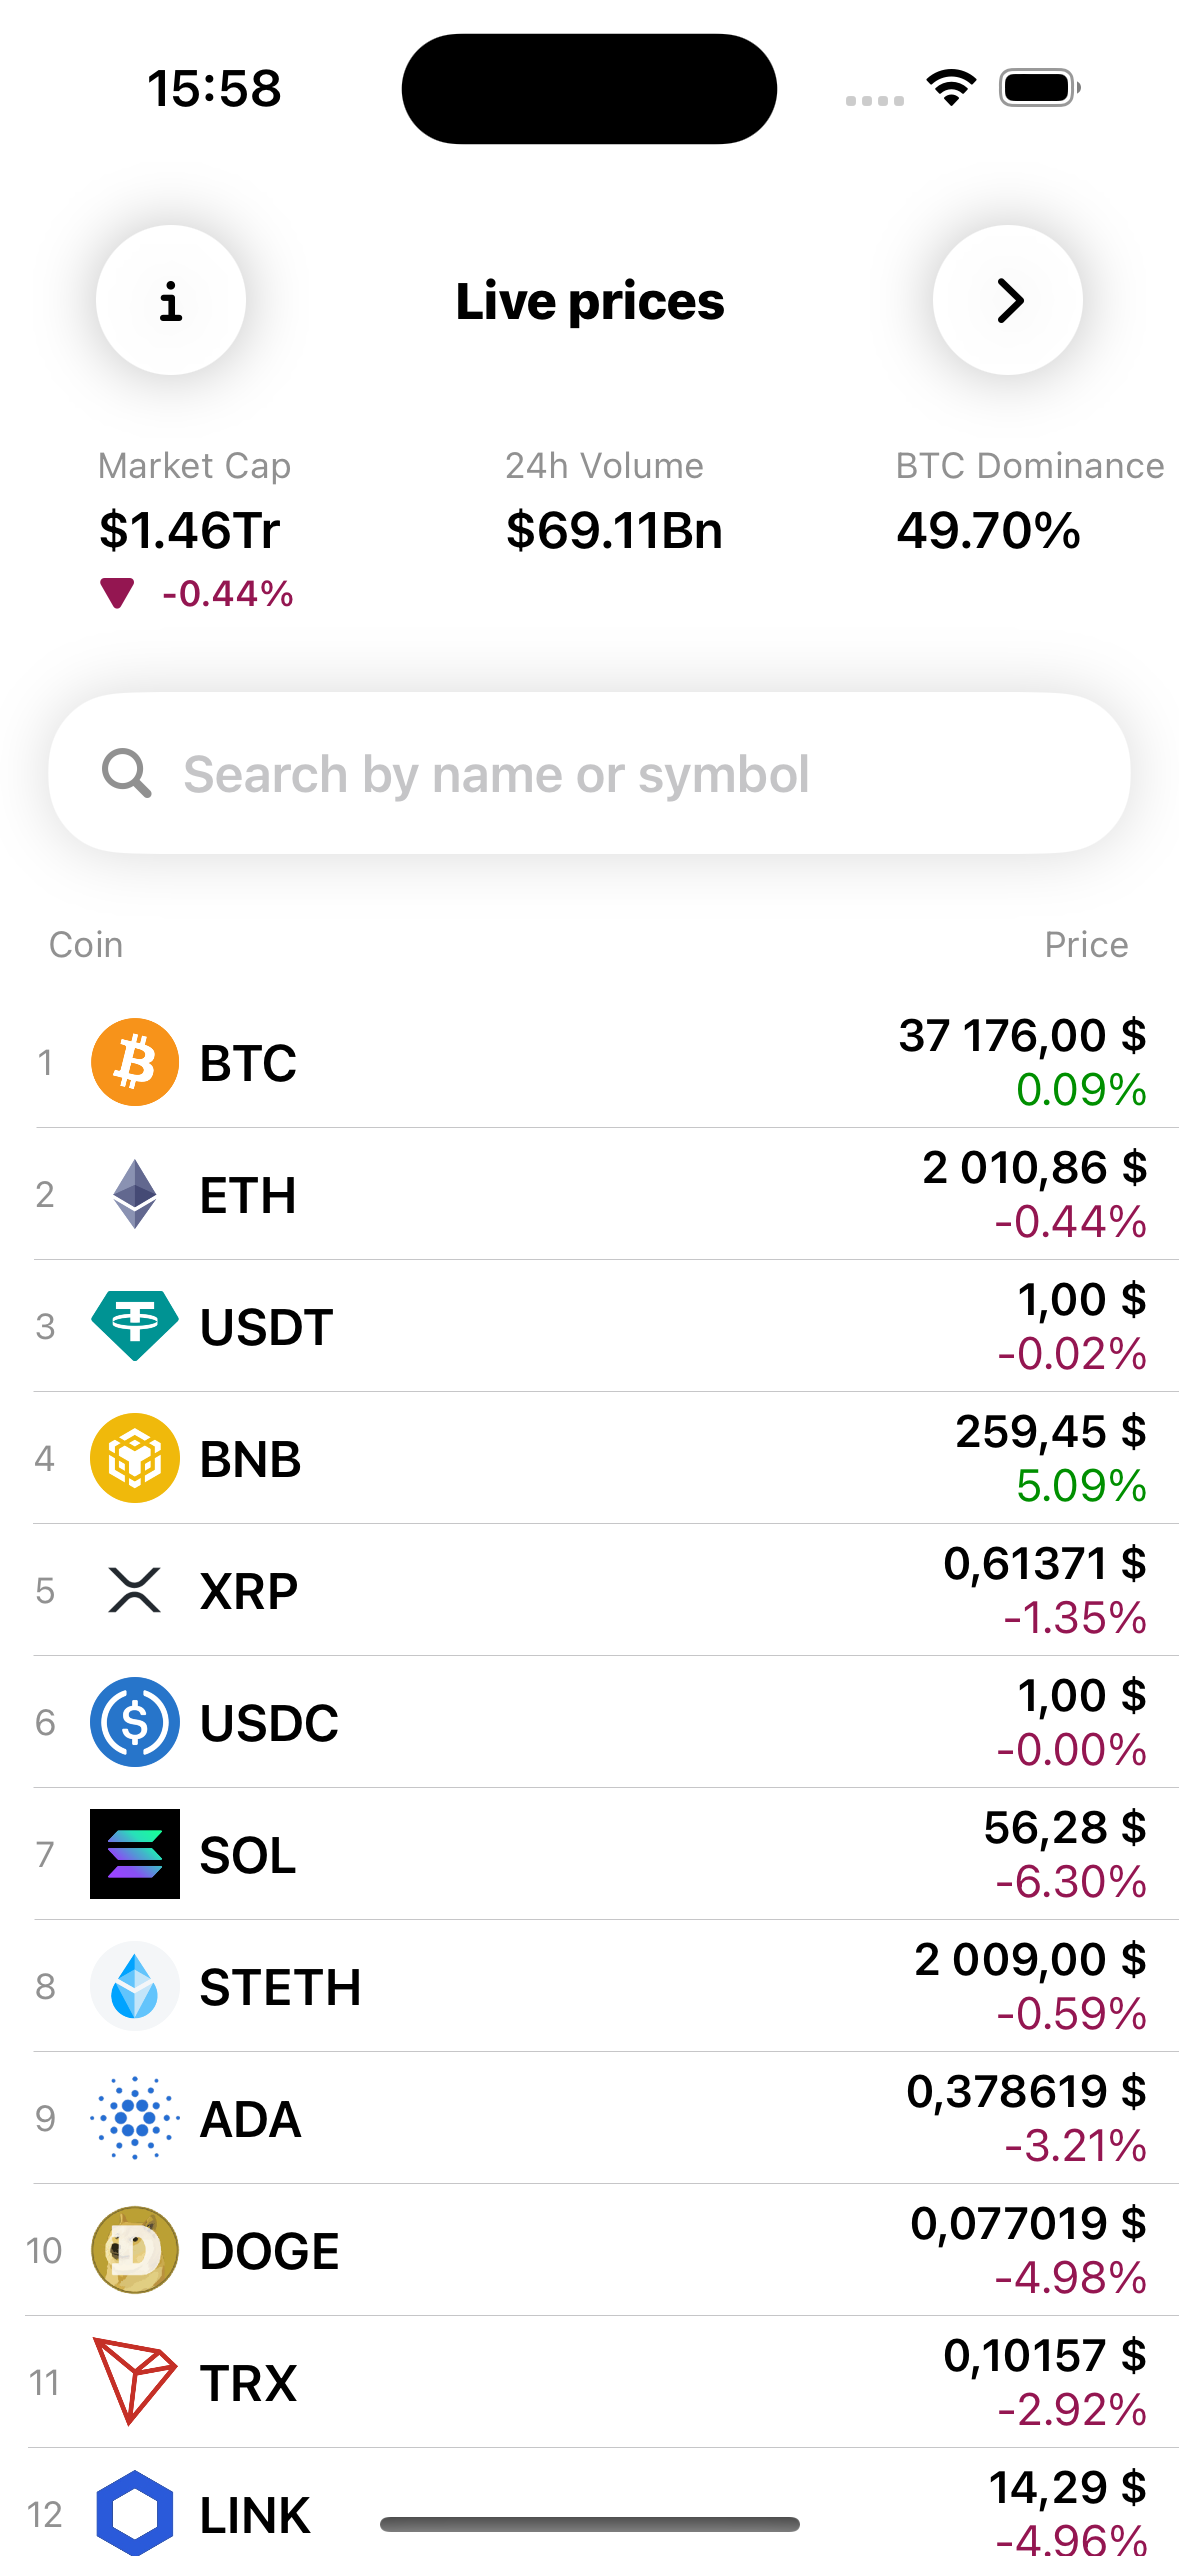 15:58
i
Live prices
Market Cap 24h Volume BTC Dominance
$1.46Tr $69.11Bn 49.70%
-0.44%
Search by name or symbol
Coin Price
1 BTC 37 176,00 $
0.09%
2 ETH 2 010,86 $
-0.44%
3 USDT 1,00 $
-0.02%
4 BNB 259,45 $
5.09%
5 XRP 0,61371 $
-1.35%
6 USDC 1,00 $
-0.00%
7 SOL 56,28 $
-6.30%
8 STETH 2 009,00 $
-0.59%
9 ADA 0,378619 $
-3.21%
10 DOGE 0,077019 $
-4.98%
11 TRX 0,10157 $
-2.92%
12 LINK 14,29 $
-4.96%